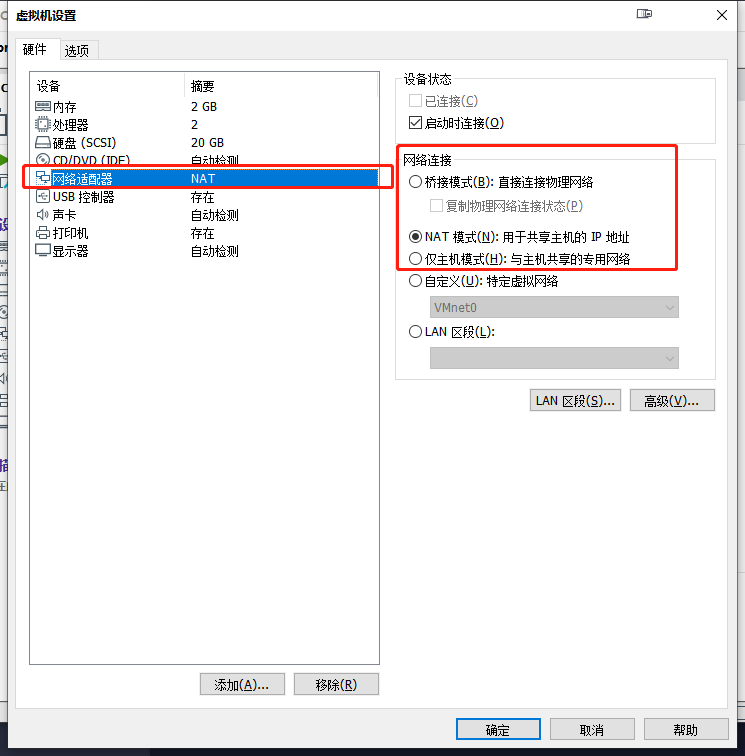 虚拟机设置
硬件 选项
设备 摘要
内存 2 GB
处理器 2
硬盘 (SCSI) 20 GB
CD/DVD (IDE) 自动检测
网络适配器 NAT
USB 控制器 存在
声卡 自动检测
打印机 存在
显示器 自动检测
添加(A)... 移除(R)
设备状态
已连接(C)
启动时连接(O)
网络连接
桥接模式(B): 直接连接物理网络
复制物理网络连接状态(P)
NAT 模式(N): 用于共享主机的 IP 地址
仅主机模式(H): 与主机共享的专用网络
自定义(U): 特定虚拟网络
VMnet0
LAN 区段(L):
LAN 区段(S)... 高级(V)...
确定 取消 帮助